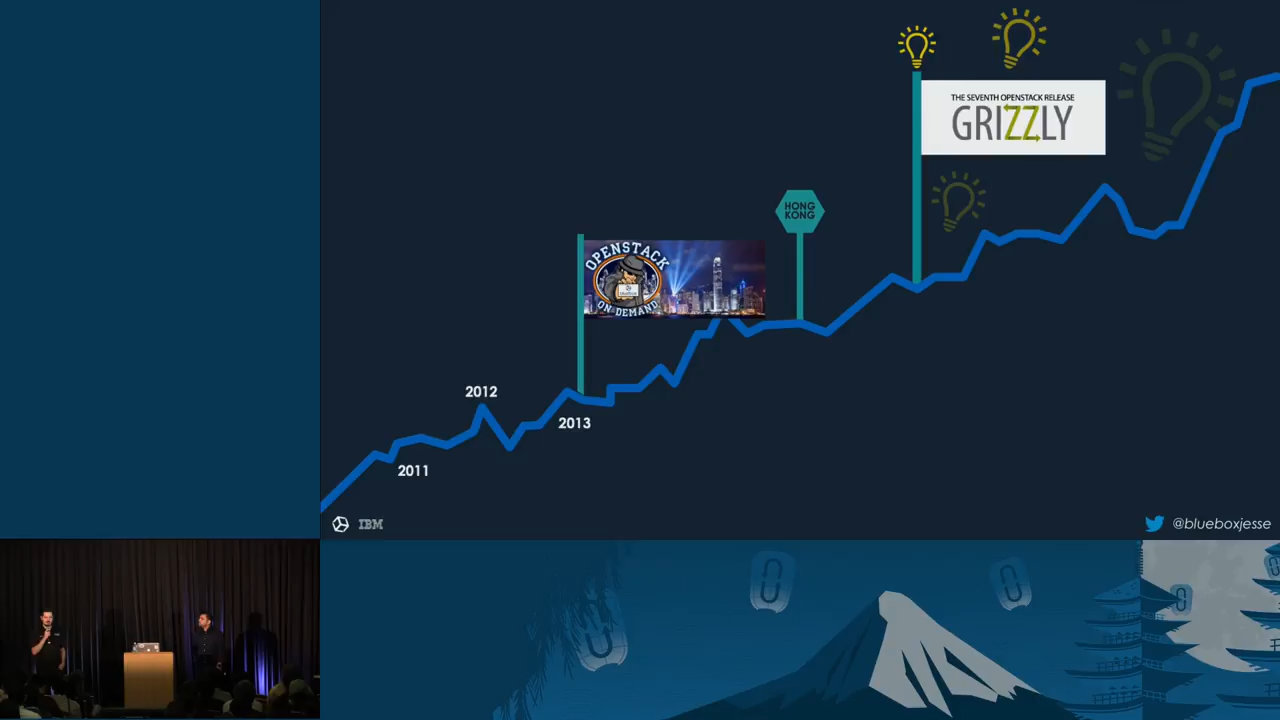 THE SEVENTH OPENSTACK RELEASE
GRIZZLY
HONG
KONG
OPENSTACK
ON DEMAND
2012
2013
2011
IBM
@blueboxjesse